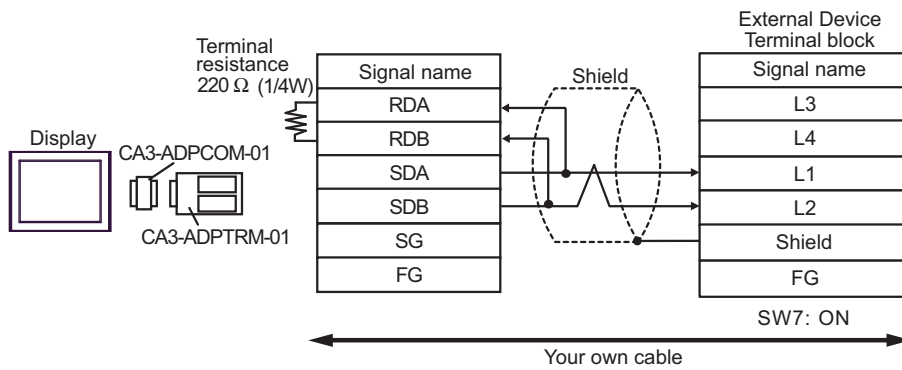 External Device
Terminal block
Terminal
resistance
220 Ω (1/4W)
Signal name
RDA
RDB
SDA
SDB
SG
FG
Shield
Signal name
L3
L4
L1
L2
Shield
FG
Display
CA3-ADPCOM-01
CA3-ADPTRM-01
SW7: ON
Your own cable